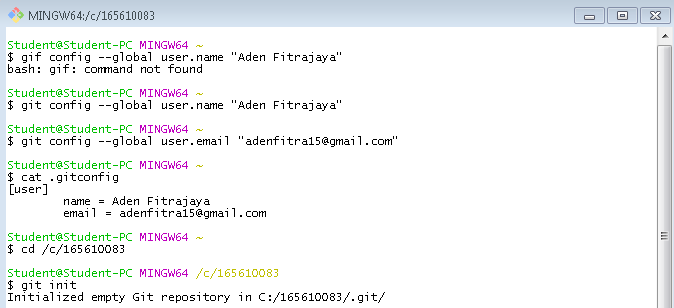 MINGW64:/c/165610083
Student@Student-PC MINGW64 ~
$ gif config --global user.name "Aden Fitrajaya"
bash: gif: command not found
Student@Student-PC MINGW64 ~
$ git config --global user.name "Aden Fitrajaya"
Student@Student-PC MINGW64 ~
$ git config --global user.email "adenfitra15@gmail.com"
Student@Student-PC MINGW64 ~
$ cat .gitconfig
[user]
        name = Aden Fitrajaya
        email = adenfitra15@gmail.com
Student@Student-PC MINGW64 ~
$ cd /c/165610083
Student@Student-PC MINGW64 /c/165610083
$ git init
Initialized empty Git repository in C:/165610083/.git/